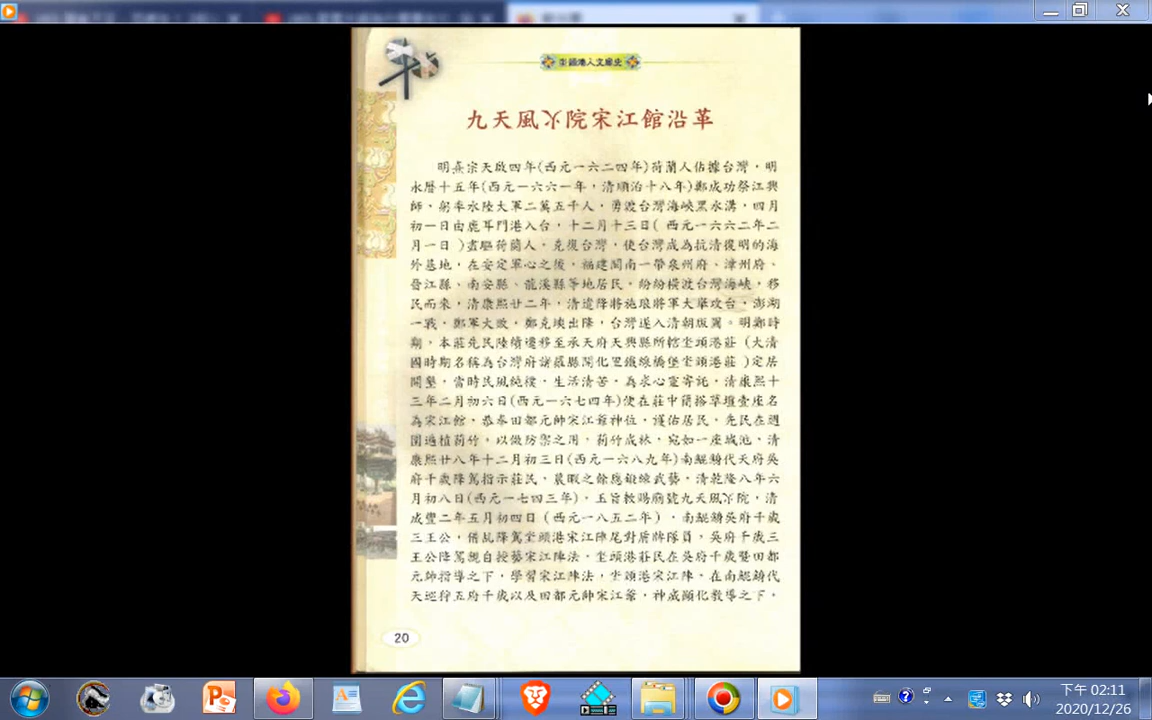 坐頭港人文歷史
九天風不院宋江館沿革
明熹宗天啟四年(西元一六二四年)荷蘭人佔據台灣,明
永曆十五年(西元一六六一年,清順治十八年)鄭成功祭江興
師、躬率水陸大軍二萬五千人,勇渡台灣海峽黑水溝,四月
初一日由鹿耳門港入台,十二月十三日(西元一六六二年二
月一日)盡驅荷蘭人,克復台灣,使台灣成為抗清復明的海
外基地,在安定軍心之後,福建閩南一帶泉州府、漳州府、
晉江縣、南安縣、龍溪縣等地居民,紛紛橫渡台灣海峽,移
民而來,清康熙廿二年,清遣降將施琅將軍大舉攻台,澎湖
一戰,鄭軍大敗,鄭克塽出降,台灣遂入清朝版圖。明鄭時
期,本莊先民陸續遷移至承天府天興縣所轄坐頭港莊(大清
國時期名稱為台灣府諸羅縣開化里鐵線橋堡坐頭港莊)定居
開墾,當時民風純樸,生活清苦,為求心靈寄託,清康熙十
三年二月初六日(西元一六七四年)便在莊中簡搭草壇壹座名
為宋江館、恭奉田都元帥宋江爺神位,護佑居民,先民在週
圍遍植莿竹,以做防禦之用,莿竹成林,宛如一座城池,清
康熙廿八年十二月初三日(西元一六八九年)南鯤鯓代天府吳
府千歲降駕指示莊民,農暇之餘應鍛練武藝,清乾隆八年六
月初八日(西元一七四三年),玉旨敕賜廟號九天風不院,清
咸豐二年五月初四日(西元一八五二年),南鯤鯓吳府千歲
三王公,借乩降駕坐頭港宋江陣尾對盾牌隊員,吳府千歲三
王公降駕親自授藝宋江陣法,坐頭港莊民在吳府千歲暨田都
元帥指導之下,學習宋江陣法,坐頭港宋江陣,在南鯤鯓代
天巡狩五府千歲以及田都元帥宋江爺,神威顯化教導之下,
20
下午 02:11
2020/12/26